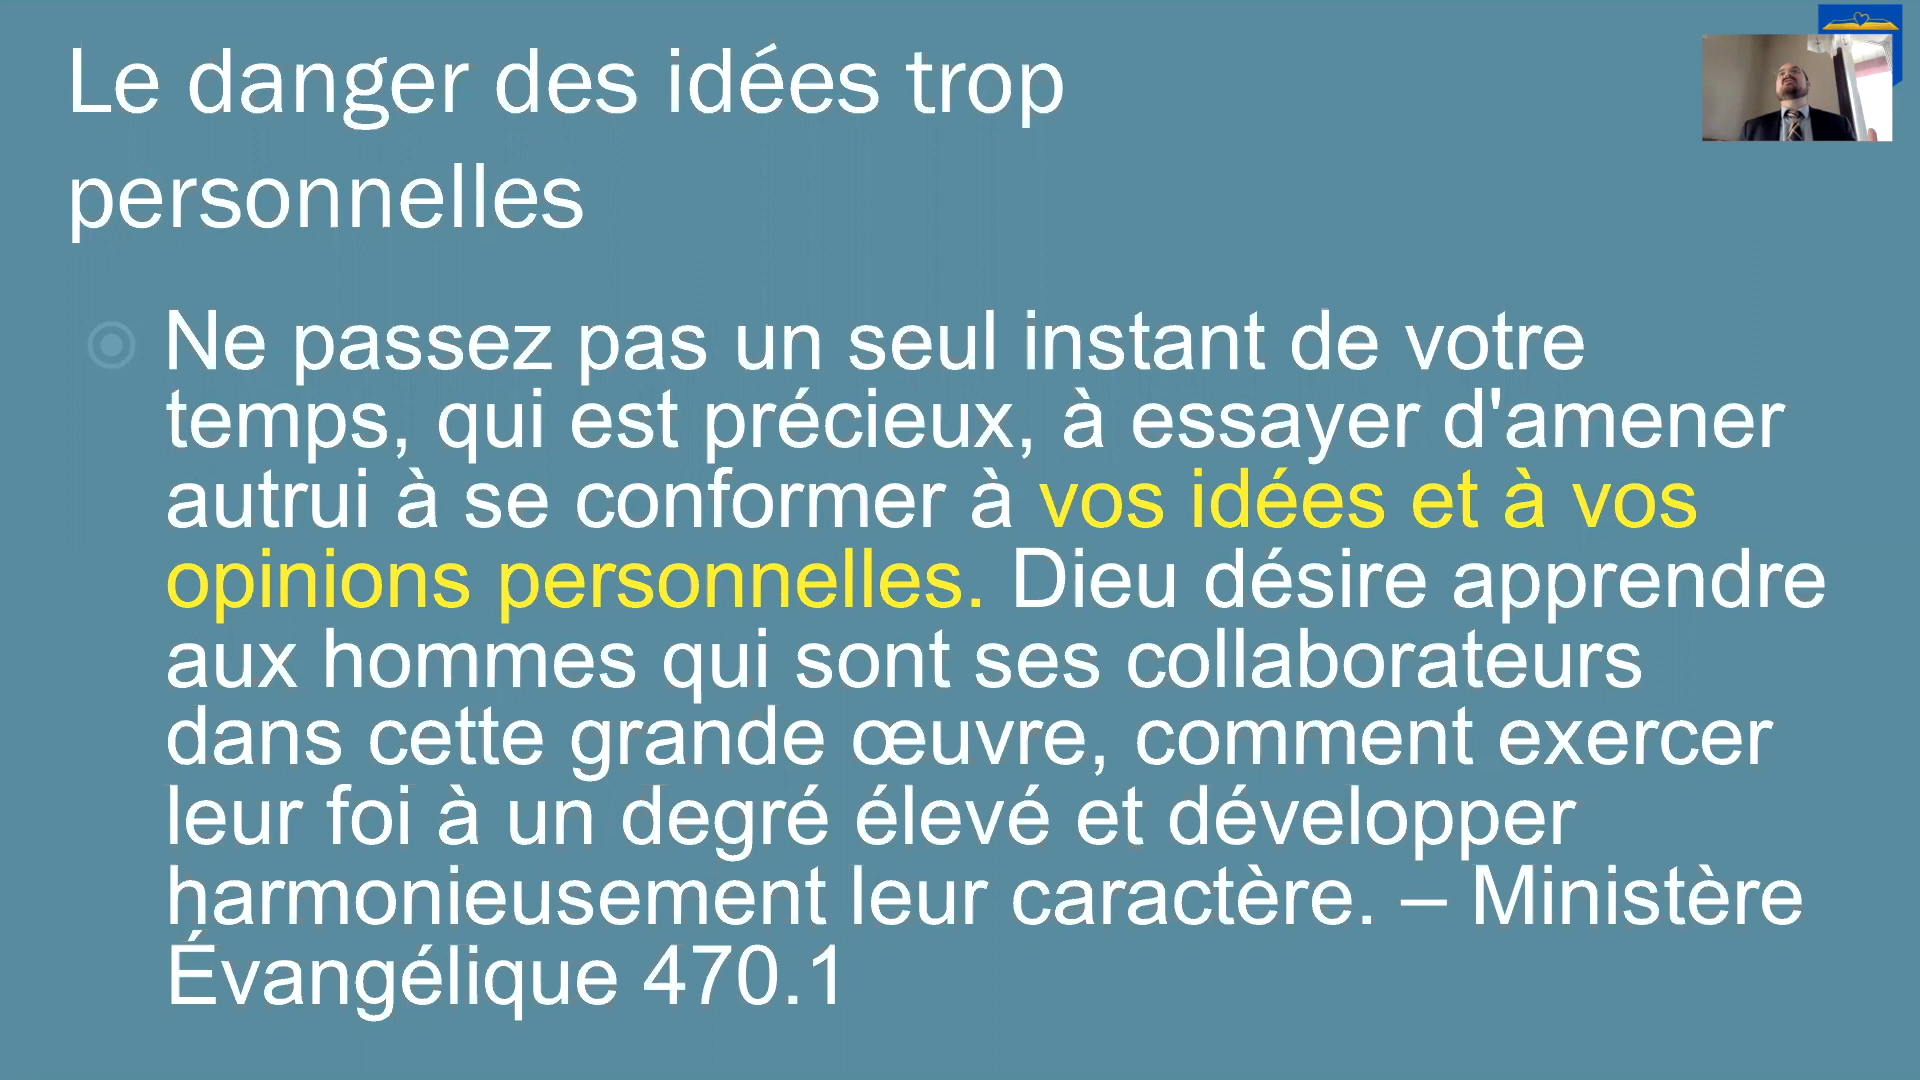 Le danger des idées trop
personnelles
Ne passez pas un seul instant de votre
temps, qui est précieux, à essayer d'amener
autrui à se conformer à vos idées et à vos
opinions personnelles. Dieu désire apprendre
aux hommes qui sont ses collaborateurs
dans cette grande œuvre, comment exercer
leur foi à un degré élevé et développer
harmonieusement leur caractère. – Ministère
Évangélique 470.1